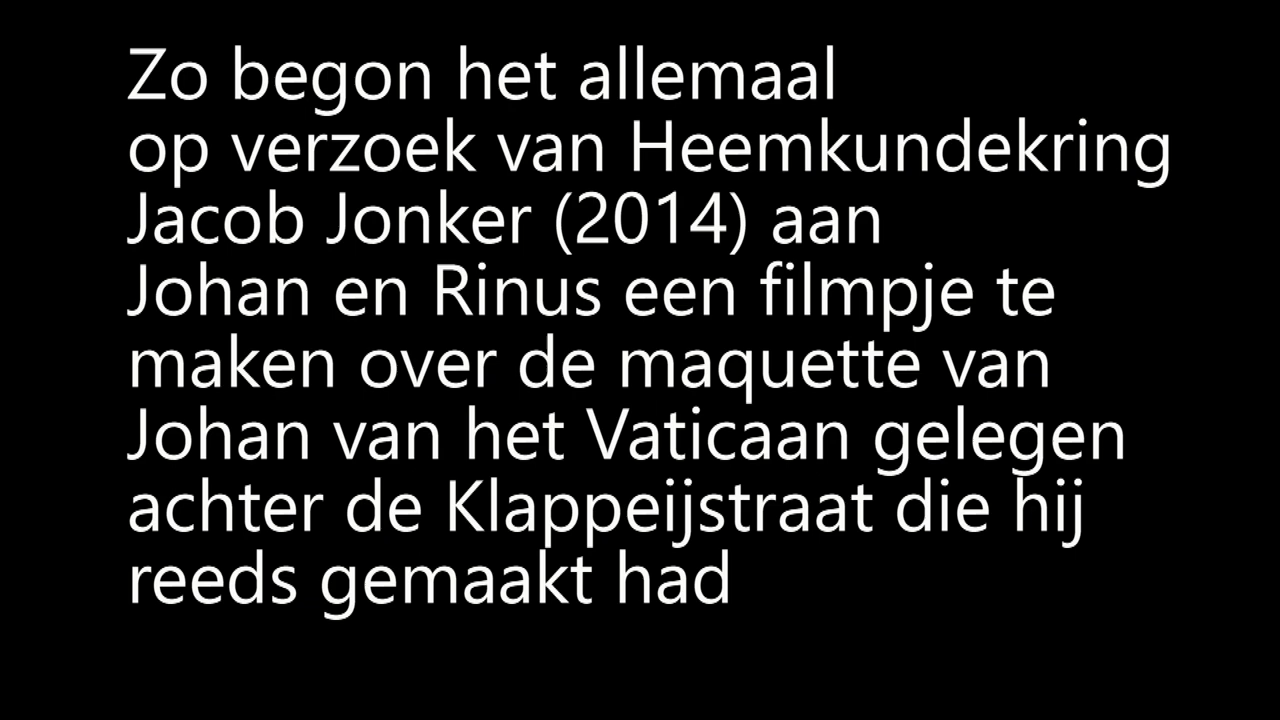 Zo begon het allemaal
op verzoek van Heemkundekring
Jacob Jonker (2014) aan
Johan en Rinus een filmpje te
maken over de maquette van
Johan van het Vaticaan gelegen
achter de Klappeijstraat die hij
reeds gemaakt had